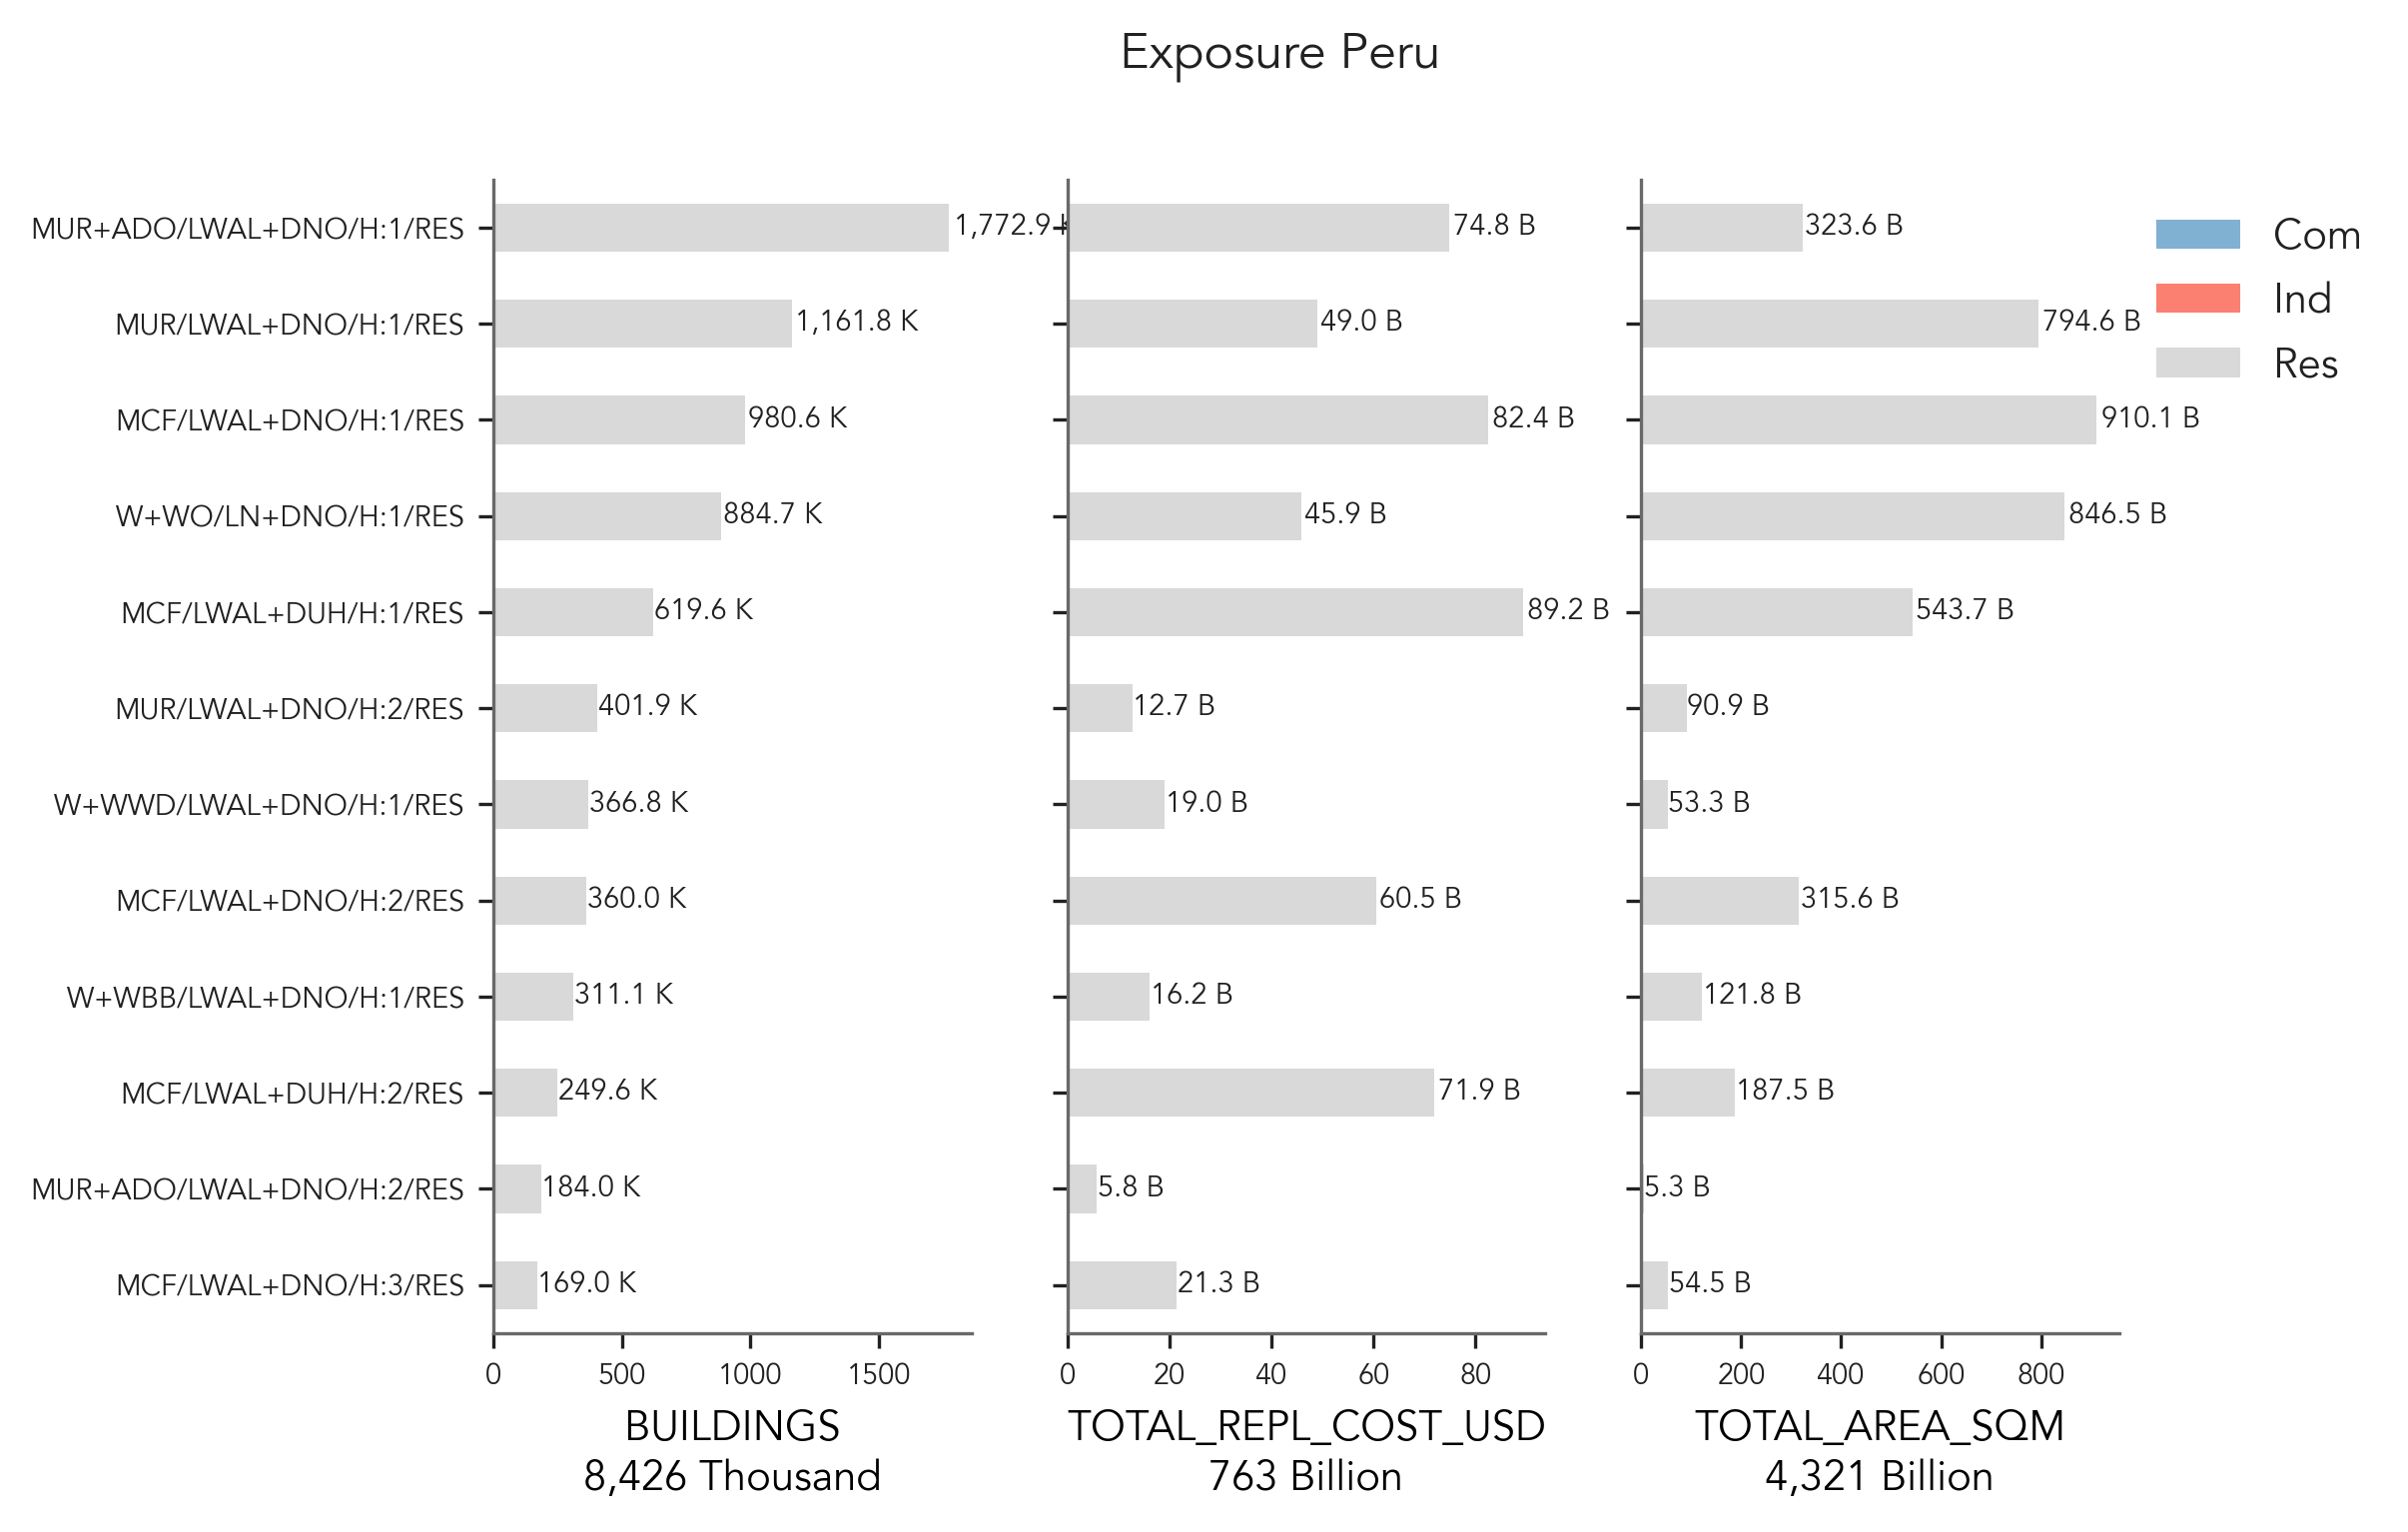 Exposure Peru
MUR+ADO/LWAL+DNO/H:1/RES 1,772.9 K 74.8 B 323.6 B
Com
MUR/LWAL+DNO/H:1/RES 1,161.8 K 49.0 B 794.6 B
Ind
Res
MCF/LWAL+DNO/H:1/RES 980.6 K 82.4 B 910.1 B
W+WO/LN+DNO/H:1/RES 884.7 K 45.9 B 846.5 B
MCF/LWAL+DUH/H:1/RES 619.6 K 89.2 B 543.7 B
MUR/LWAL+DNO/H:2/RES 401.9 K 12.7 B 90.9 B
W+WWD/LWAL+DNO/H:1/RES 366.8 K 19.0 B 53.3 B
MCF/LWAL+DNO/H:2/RES 360.0 K 60.5 B 315.6 B
W+WBB/LWAL+DNO/H:1/RES 311.1 K 16.2 B 121.8 B
MCF/LWAL+DUH/H:2/RES 249.6 K 71.9 B 187.5 B
MUR+ADO/LWAL+DNO/H:2/RES 184.0 K 5.8 B 5.3 B
MCF/LWAL+DNO/H:3/RES 169.0 K 21.3 B 54.5 B
0 500 1000 1500 0 20 40 60 80 0 200 400 600 800
BUILDINGS TOTAL_REPL_COST_USD TOTAL_AREA_SQM
8,426 Thousand 763 Billion 4,321 Billion